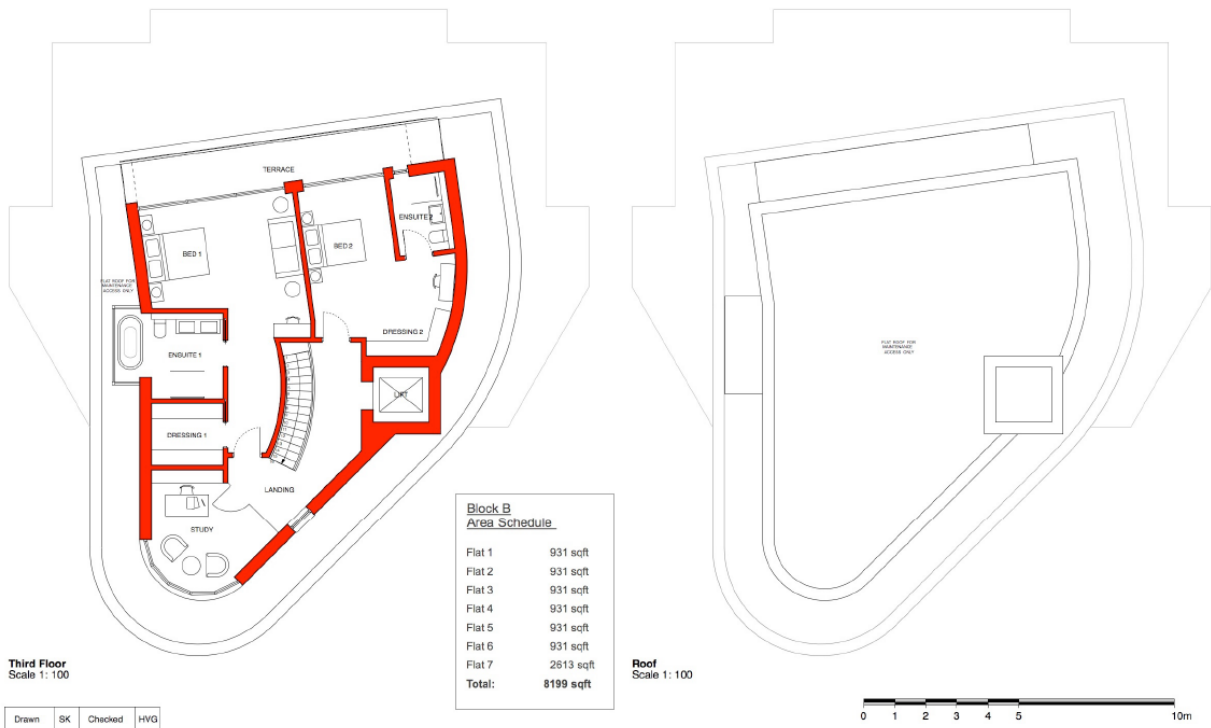 TERRACE
ENSUITE 2
BED 1
BED 2
FLAT ROOF FOR
MAINTENANCE
ACCESS ONLY
DRESSING 2
ENSUITE 1
LIFT
DRESSING 1
LANDING
STUDY
Third Floor
Scale 1: 100
Block B
Area Schedule
Flat 1 931 sqft
Flat 2 931 sqft
Flat 3 931 sqft
Flat 4 931 sqft
Flat 5 931 sqft
Flat 6 931 sqft
Flat 7 2613 sqft
Total: 8199 sqft
FLAT ROOF FOR
MAINTENANCE
ACCESS ONLY
Roof
Scale 1: 100
0 1 2 3 4 5 10m
Drawn SK Checked HVG